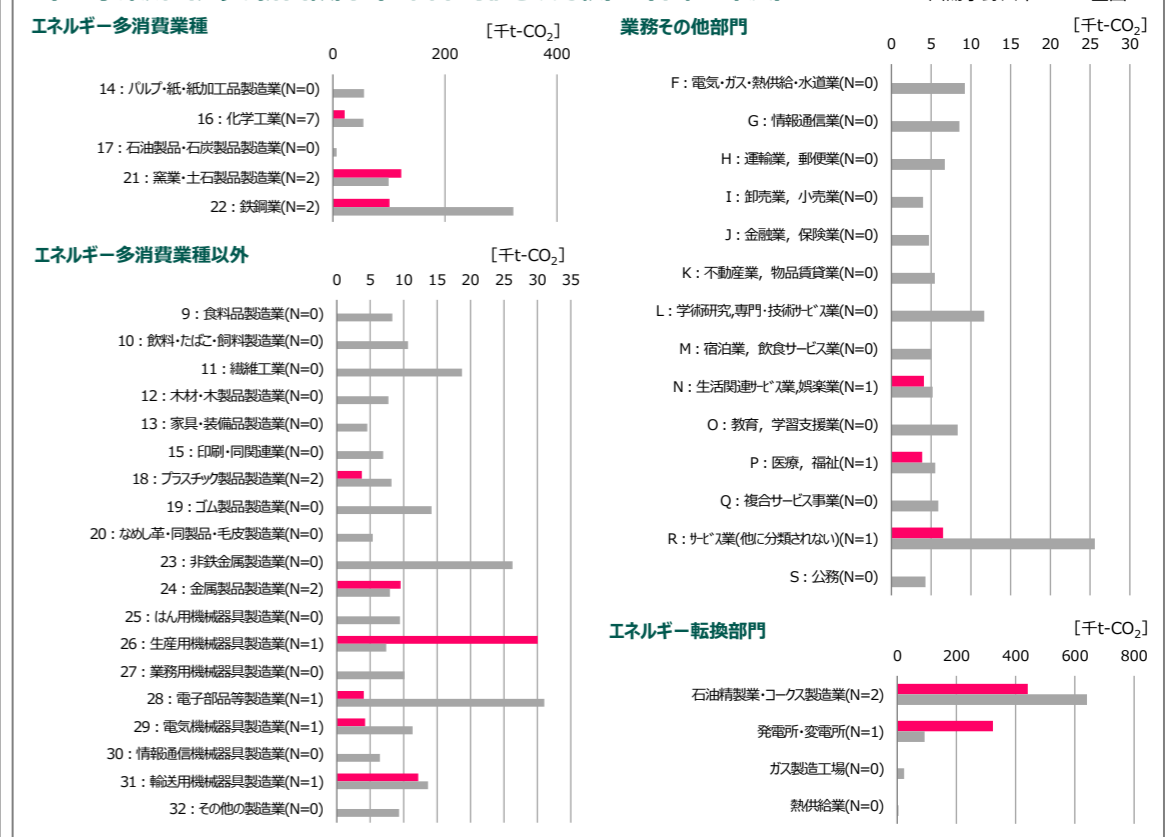 エネルギー多消費業種
[千t-CO2]
0 200 400
14：パルプ・紙・紙加工品製造業(N=0)
16：化学工業(N=7)
17：石油製品・石炭製品製造業(N=0)
21：窯業・土石製品製造業(N=2)
22：鉄鋼業(N=2)
エネルギー多消費業種以外
[千t-CO2]
0 5 10 15 20 25 30 35
9：食料品製造業(N=0)
10：飲料・たばこ・飼料製造業(N=0)
11：繊維工業(N=0)
12：木材・木製品製造業(N=0)
13：家具・装備品製造業(N=0)
15：印刷・同関連業(N=0)
18：プラスチック製品製造業(N=2)
19：ゴム製品製造業(N=0)
20：なめし革・同製品・毛皮製造業(N=0)
23：非鉄金属製造業(N=0)
24：金属製品製造業(N=2)
25：はん用機械器具製造業(N=0)
26：生産用機械器具製造業(N=1)
27：業務用機械器具製造業(N=0)
28：電子部品等製造業(N=1)
29：電気機械器具製造業(N=1)
30：情報通信機械器具製造業(N=0)
31：輸送用機械器具製造業(N=1)
32：その他の製造業(N=0)
業務その他部門
[千t-CO2]
0 5 10 15 20 25 30
F：電気・ガス・熱供給・水道業(N=0)
G：情報通信業(N=0)
H：運輸業，郵便業(N=0)
I：卸売業，小売業(N=0)
J：金融業，保険業(N=0)
K：不動産業，物品賃貸業(N=0)
L：学術研究,専門・技術ｻｰﾋﾞｽ業(N=0)
M：宿泊業，飲食サービス業(N=0)
N：生活関連ｻｰﾋﾞｽ業,娯楽業(N=1)
O：教育，学習支援業(N=0)
P：医療，福祉(N=1)
Q：複合サービス事業(N=0)
R：ｻｰﾋﾞｽ業(他に分類されない)(N=1)
S：公務(N=0)
エネルギー転換部門
[千t-CO2]
0 200 400 600 800
石油精製業・コークス製造業(N=2)
発電所・変電所(N=1)
ガス製造工場(N=0)
熱供給業(N=0)